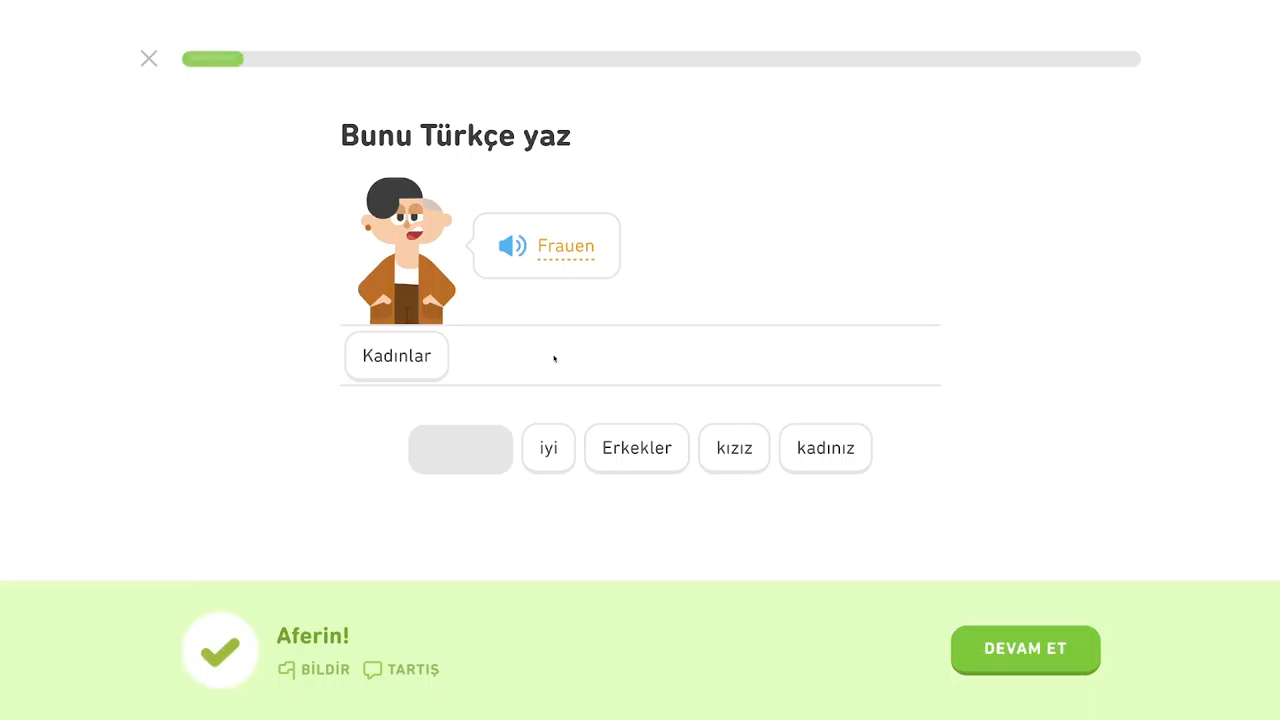 Bunu Türkçe yaz
Frauen
Kadınlar
iyi Erkekler kızız kadınız
Aferin!
BİLDİR TARTIŞ
DEVAM ET